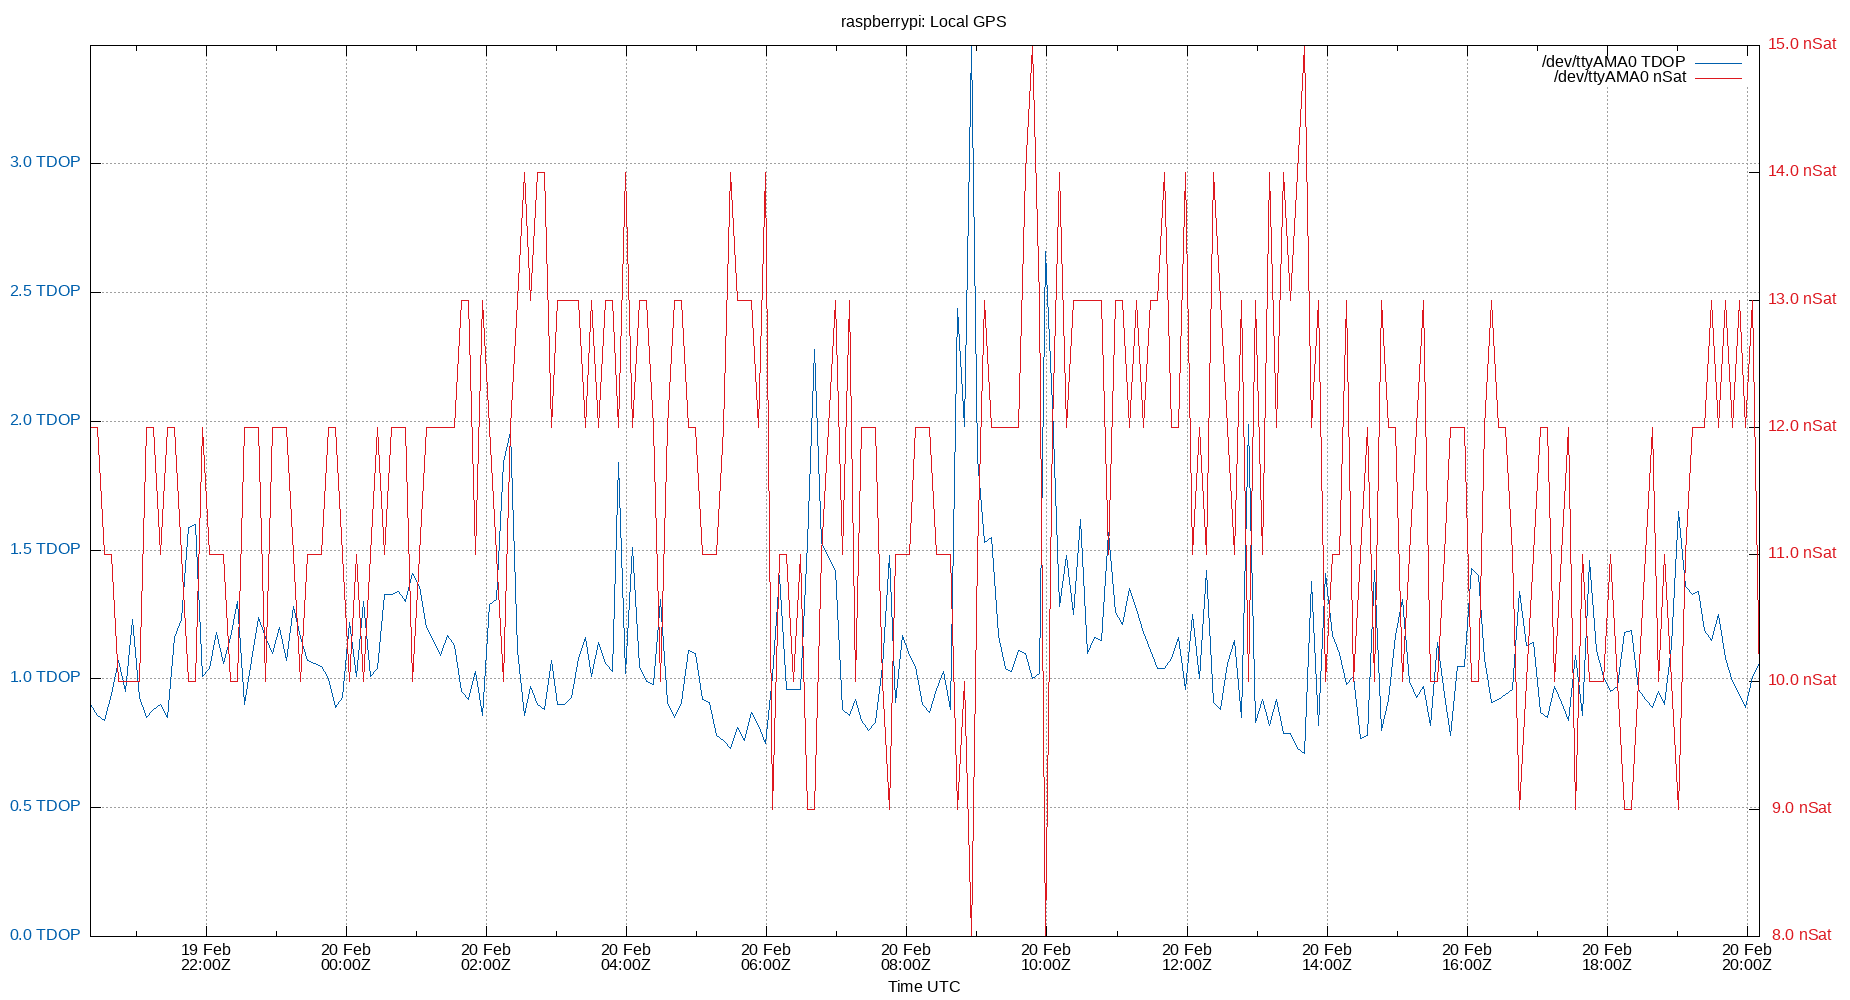 raspberrypi: Local GPS
15.0 nSat
/dev/ttyAMA0 TDOP
/dev/ttyAMA0 nSat
3.0 TDOP
14.0 nSat
2.5 TDOP
13.0 nSat
2.0 TDOP
12.0 nSat
1.5 TDOP
11.0 nSat
1.0 TDOP
10.0 nSat
0.5 TDOP
9.0 nSat
0.0 TDOP
8.0 nSat
19 Feb 20 Feb 20 Feb 20 Feb 20 Feb 20 Feb 20 Feb 20 Feb 20 Feb 20 Feb 20 Feb 20 Feb
22:00Z 00:00Z 02:00Z 04:00Z 06:00Z 08:00Z 10:00Z 12:00Z 14:00Z 16:00Z 18:00Z 20:00Z
Time UTC